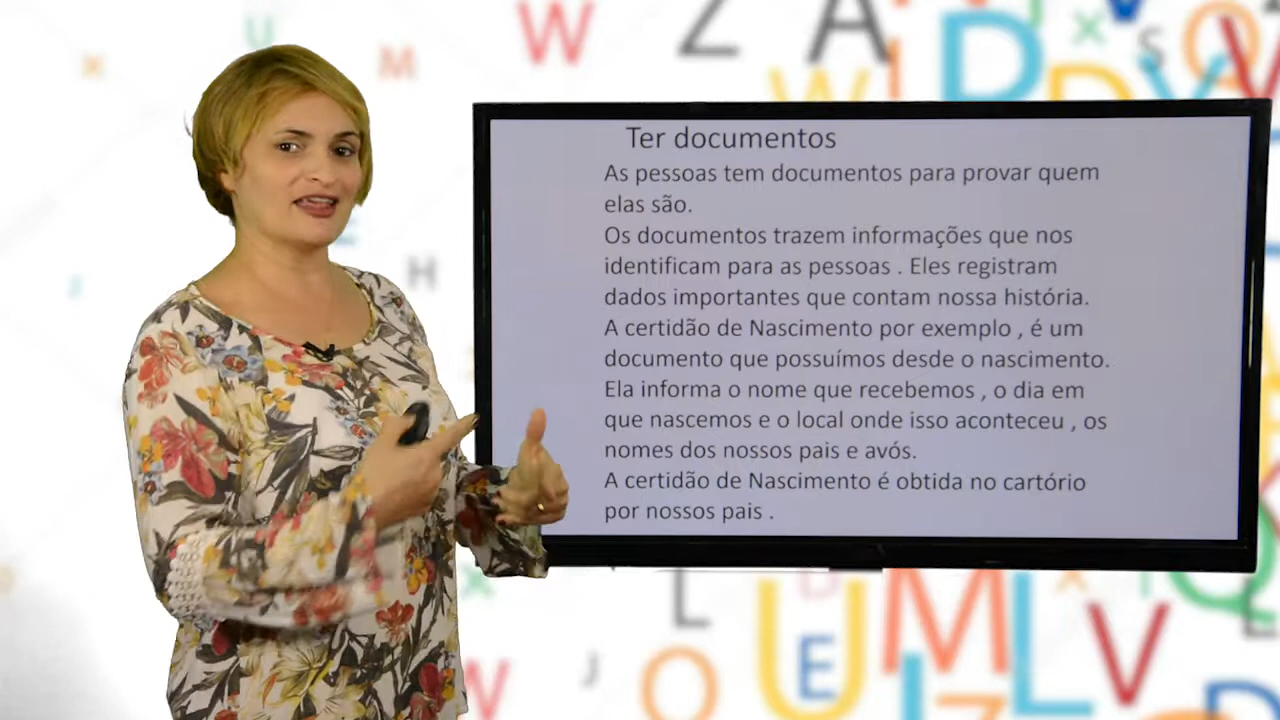 Ter documentos
As pessoas tem documentos para provar quem
elas são.
Os documentos trazem informações que nos
identificam para as pessoas . Eles registram
dados importantes que contam nossa história.
A certidão de Nascimento por exemplo , é um
documento que possuímos desde o nascimento.
Ela informa o nome que recebemos , o dia em
que nascemos e o local onde isso aconteceu , os
nomes dos nossos pais e avós.
A certidão de Nascimento é obtida no cartório
por nossos pais .